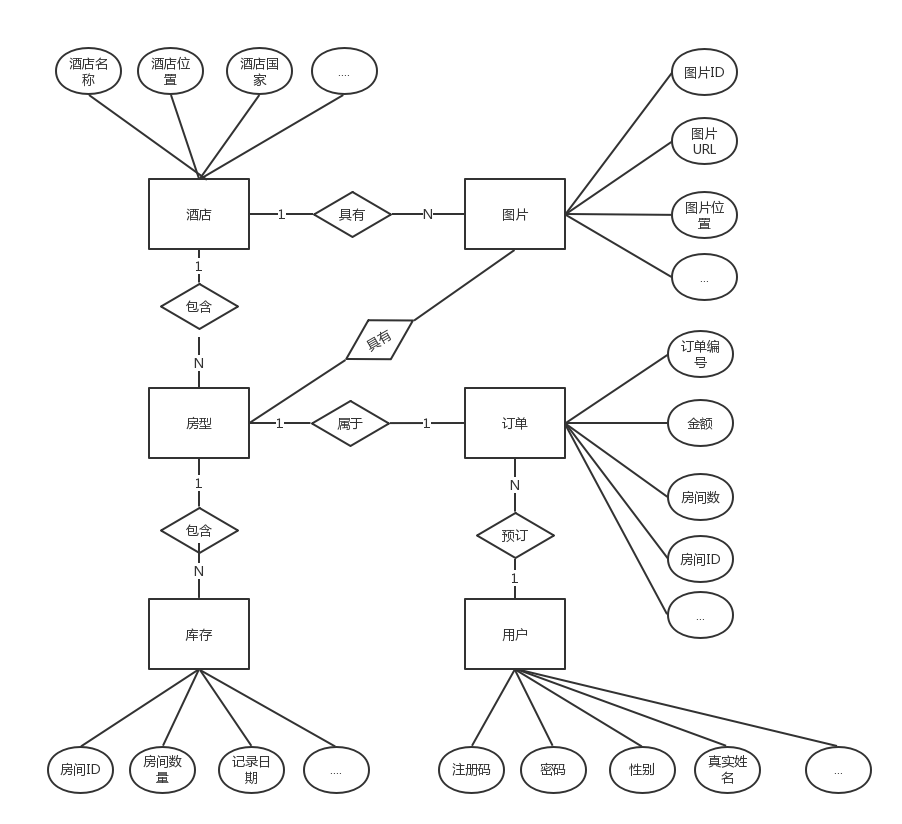 酒店名
称
酒店位
置
酒店国
家
....
图片ID
图片
URL
图片位
置
...
酒店
1
具有
N
图片
1
包含
N
具有
订单编
号
金额
房间数
房间ID
...
房型
1
属于
1
订单
1
包含
N
N
预订
1
库存
用户
房间ID
房间数
量
记录日
期
....
注册码
密码
性别
真实姓
名
...